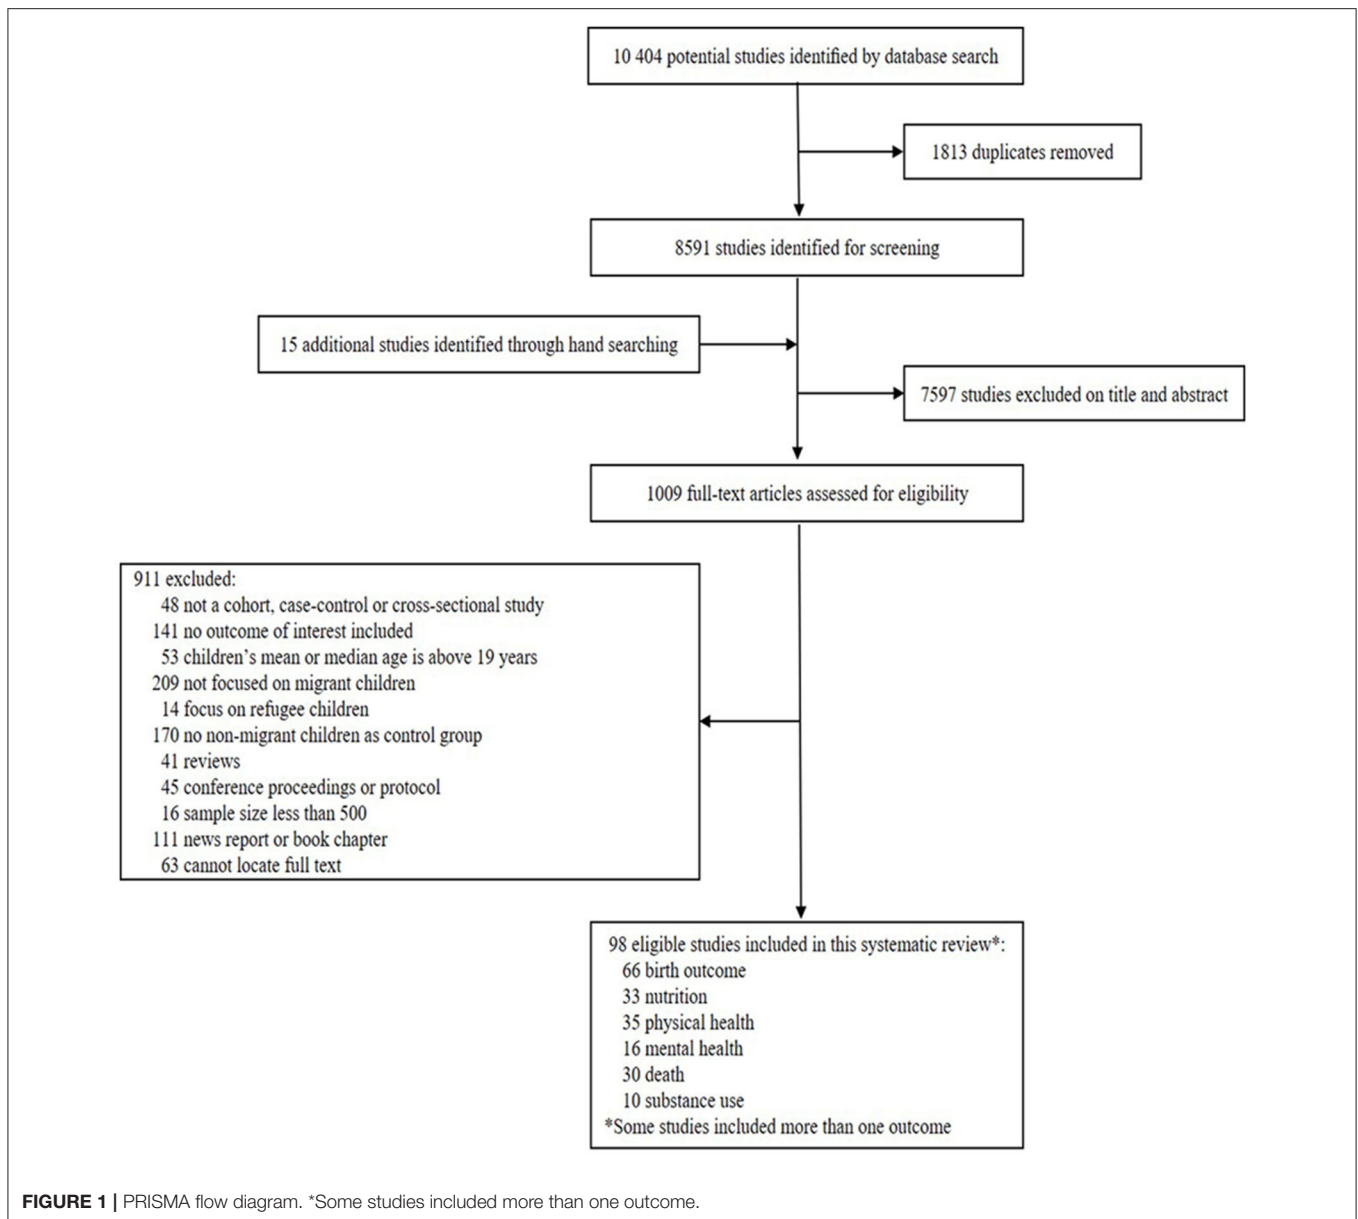 10 404 potential studies identified by database search
1813 duplicates removed
8591 studies identified for screening
15 additional studies identified through hand searching
7597 studies excluded on title and abstract
1009 full-text articles assessed for eligibility
911 excluded:
48 not a cohort, case-control or cross-sectional study
141 no outcome of interest included
53 children's mean or median age is above 19 years
209 not focused on migrant children
14 focus on refugee children
170 no non-migrant children as control group
41 reviews
45 conference proceedings or protocol
16 sample size less than 500
111 news report or book chapter
63 cannot locate full text
98 eligible studies included in this systematic review*:
66 birth outcome
33 nutrition
35 physical health
16 mental health
30 death
10 substance use
*Some studies included more than one outcome
FIGURE 1 | PRISMA flow diagram. *Some studies included more than one outcome.